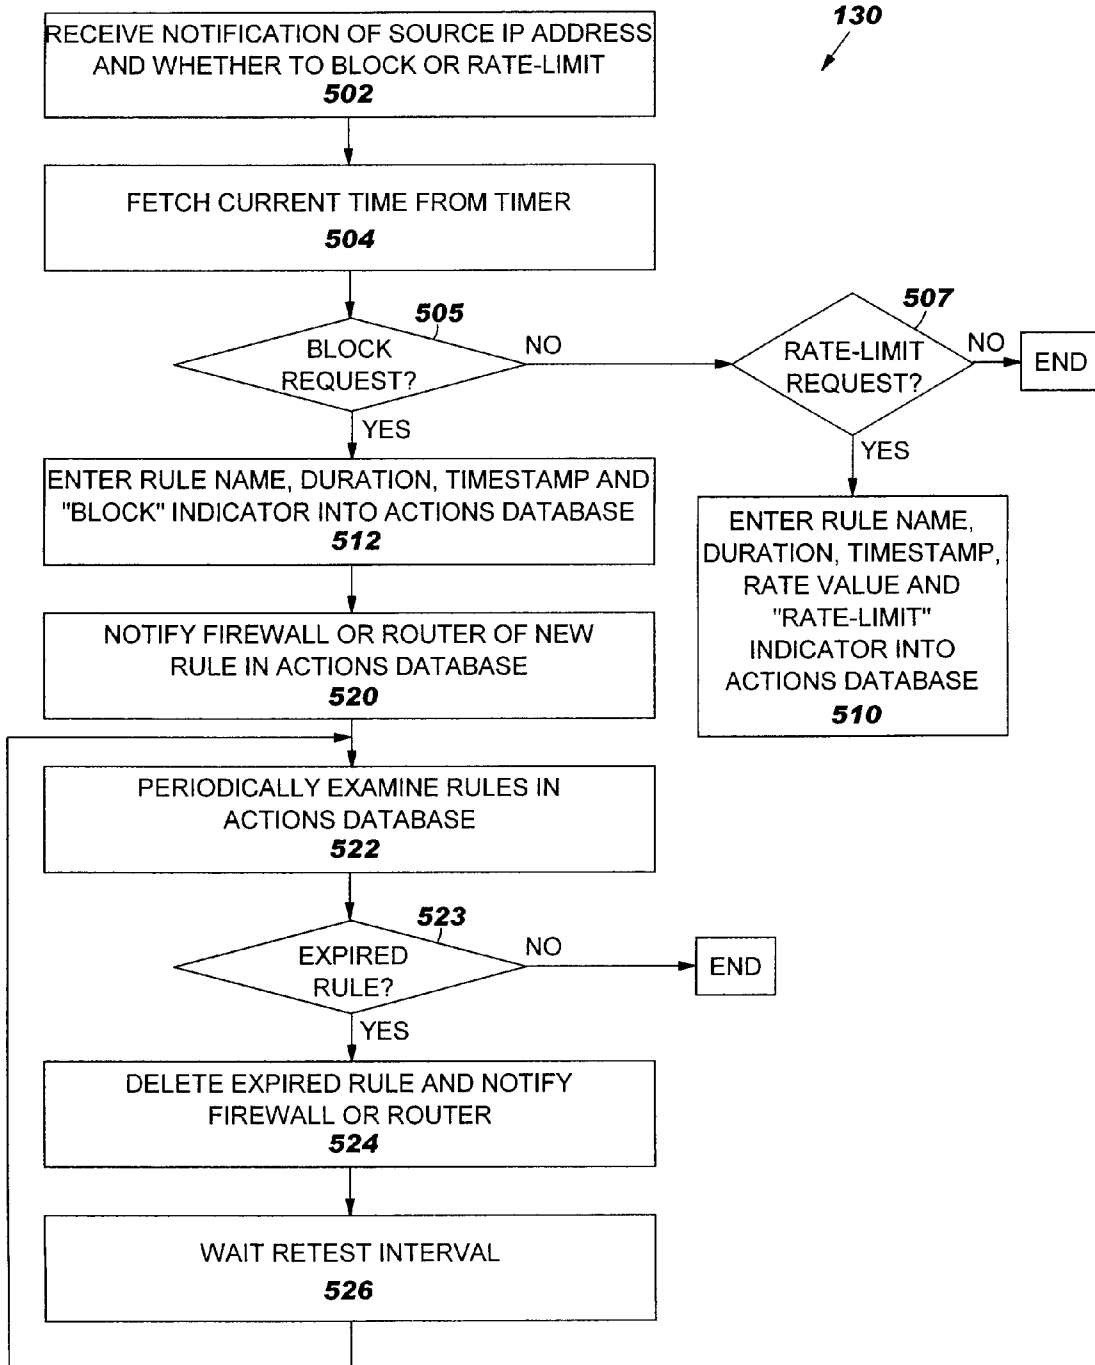 130
RECEIVE NOTIFICATION OF SOURCE IP ADDRESS
AND WHETHER TO BLOCK OR RATE-LIMIT
502
FETCH CURRENT TIME FROM TIMER
504
505
BLOCK
REQUEST?
NO
YES
507
RATE-LIMIT
REQUEST?
NO
END
YES
ENTER RULE NAME, DURATION, TIMESTAMP AND
"BLOCK" INDICATOR INTO ACTIONS DATABASE
512
ENTER RULE NAME,
DURATION, TIMESTAMP,
RATE VALUE AND
"RATE-LIMIT"
INDICATOR INTO
ACTIONS DATABASE
510
NOTIFY FIREWALL OR ROUTER OF NEW
RULE IN ACTIONS DATABASE
520
PERIODICALLY EXAMINE RULES IN
ACTIONS DATABASE
522
523
EXPIRED
RULE?
NO
END
YES
DELETE EXPIRED RULE AND NOTIFY
FIREWALL OR ROUTER
524
WAIT RETEST INTERVAL
526